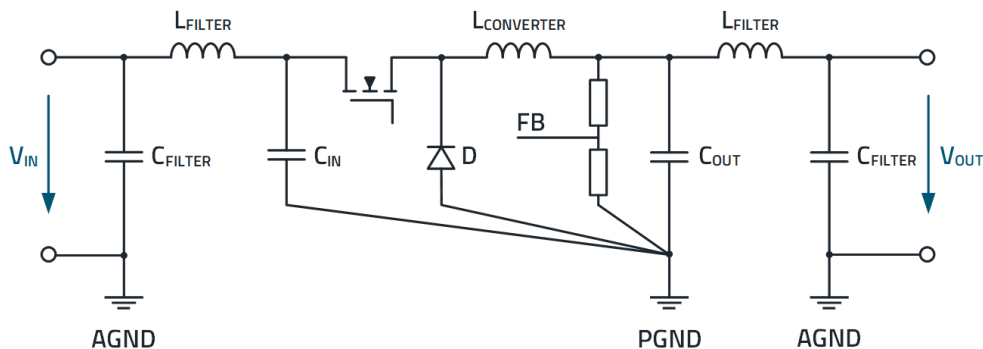 LFILTER
LCONVERTER
LFILTER
FB
VIN
CFILTER
CIN
D
COUT
CFILTER
VOUT
AGND
PGND
AGND